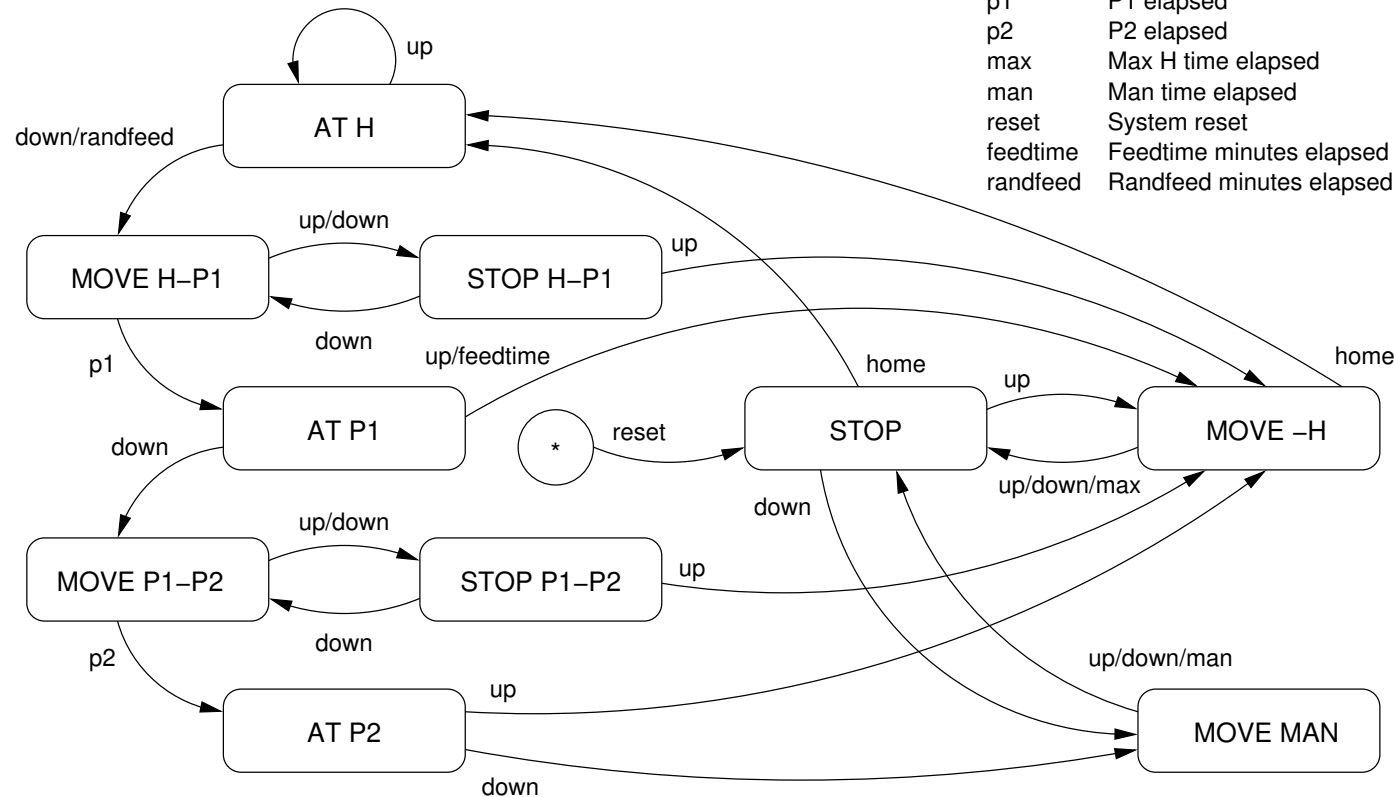 p1 P1 elapsed
p2 P2 elapsed
max Max H time elapsed
man Man time elapsed
reset System reset
feedtime Feedtime minutes elapsed
randfeed Randfeed minutes elapsed
up
AT H
down/randfeed
up/down
up
MOVE H–P1
STOP H–P1
down
p1
up/feedtime
home
home
up
AT P1
*
reset
STOP
MOVE –H
down
up/down/max
down
up/down
MOVE P1–P2
STOP P1–P2
up
down
p2
up/down/man
up
AT P2
MOVE MAN
down